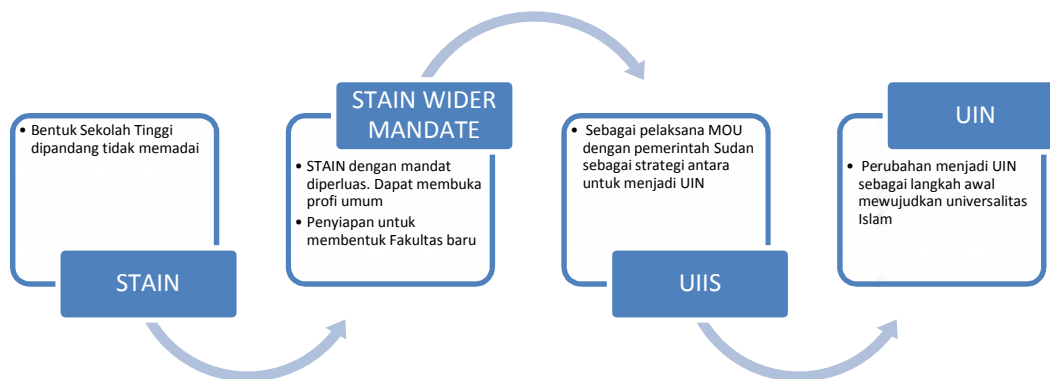 • Bentuk Sekolah Tinggi
dipandang tidak memadai
STAIN
STAIN WIDER
MANDATE
• STAIN dengan mandat
diperluas. Dapat membuka
profi umum
• Penyiapan untuk
membentuk Fakultas baru
• Sebagai pelaksana MOU
dengan pemerintah Sudan
sebagai strategi antara
untuk menjadi UIN
UIIS
UIN
• Perubahan menjadi UIN
sebagai langkah awal
mewujudkan universalitas
Islam